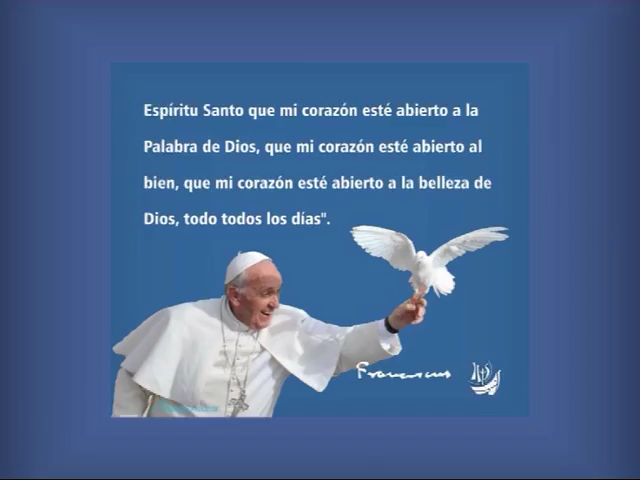 Espíritu Santo que mi corazón esté abierto a la
Palabra de Dios, que mi corazón esté abierto al
bien, que mi corazón esté abierto a la belleza de
Dios, todo todos los días".
Franciscus